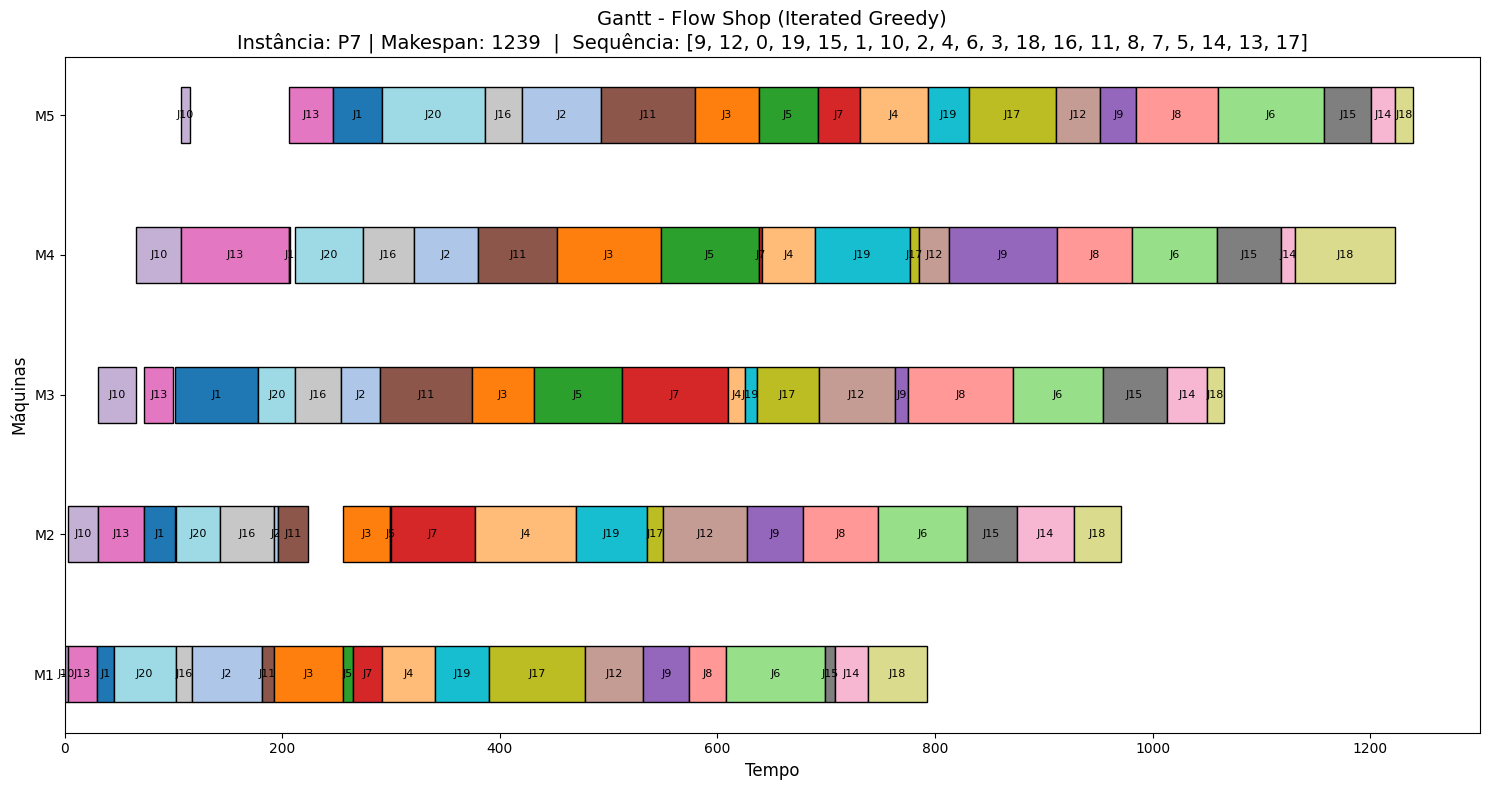 Gantt - Flow Shop (Iterated Greedy)
Instância: P7 | Makespan: 1239 | Sequência: [9, 12, 0, 19, 15, 1, 10, 2, 4, 6, 3, 18, 16, 11, 8, 7, 5, 14, 13, 17]
M5
J10 J13 J1 J20 J16 J2 J11 J3 J5 J7 J4 J19 J17 J12 J9 J8 J6 J15 J14 J18
M4
J10 J13 J1 J20 J16 J2 J11 J3 J5 J7 J4 J19 J17 J12 J9 J8 J6 J15 J14 J18
Máquinas
M3
J10 J13 J1 J20 J16 J2 J11 J3 J5 J7 J4 J19 J17 J12 J9 J8 J6 J15 J14 J18
M2
J10 J13 J1 J20 J16 J2 J11 J3 J5 J7 J4 J19 J17 J12 J9 J8 J6 J15 J14 J18
M1
J10 J13 J1 J20 J16 J2 J11 J3 J5 J7 J4 J19 J17 J12 J9 J8 J6 J15 J14 J18
0 200 400 600 800 1000 1200
Tempo